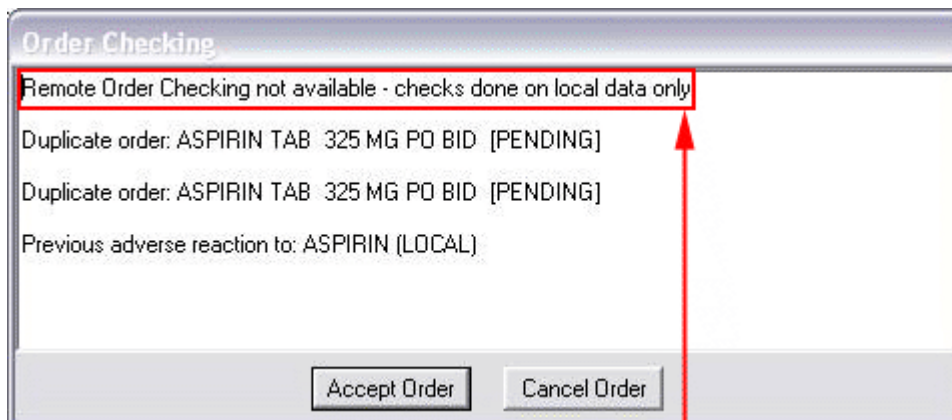 Order Checking
Remote Order Checking not available - checks done on local data only
Duplicate order: ASPIRIN TAB 325 MG PO BID [PENDING]
Duplicate order: ASPIRIN TAB 325 MG PO BID [PENDING]
Previous adverse reaction to: ASPIRIN (LOCAL)
Accept Order Cancel Order